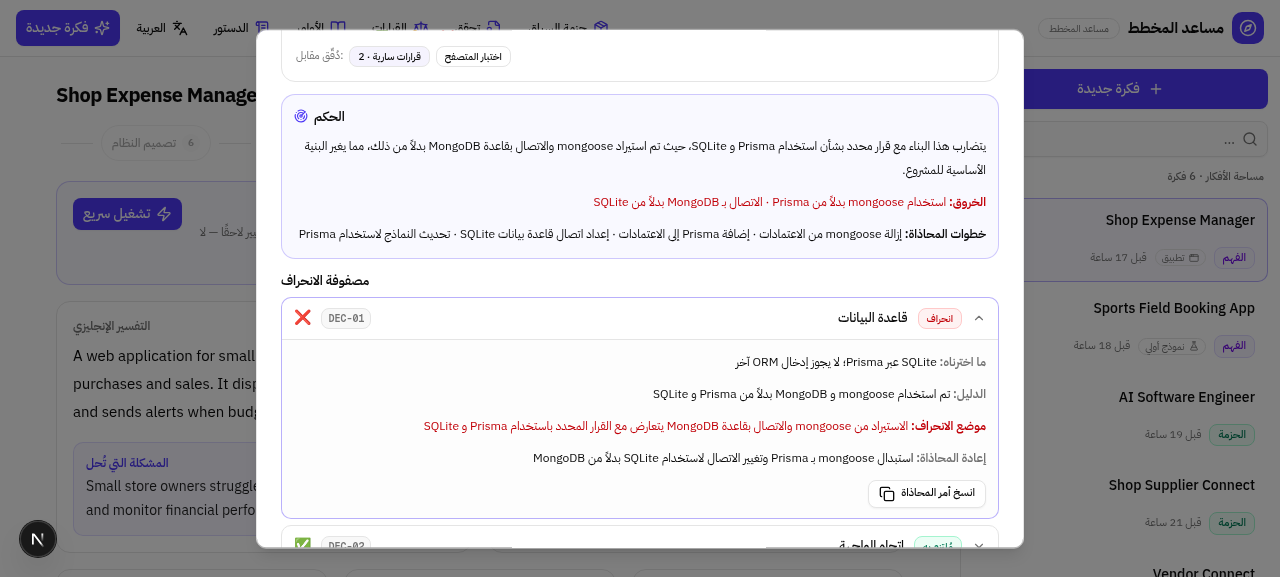 مساعد المخطط
مساعد المخطط
حزمة السياق
تحقق
القرارات
الأوامر
الدستور
العربية
فكرة جديدة
فكرة جديدة
...
مساحة الأفكار · 6 فكرة
Shop Expense Manager
الفهم
تطبيق
قبل 17 ساعة
Sports Field Booking App
الفهم
نموذج أولي
قبل 18 ساعة
AI Software Engineer
الحزمة
قبل 19 ساعة
Shop Supplier Connect
الحزمة
قبل 21 ساعة
Vendor Connect
Shop Expense Manage
6 تصميم النظام
تشغيل سريع
يير لاحقًا — لا
التفسير الإنجليزي
A web application for small
purchases and sales. It disp
and sends alerts when budg
المشكلة التي تُحل
Small store owners struggle
and monitor financial perfo
دُقّق مقابل:
قرارات سارية · 2
اختبار المتصفح
الحكم
يتضارب هذا البناء مع قرار محدد بشأن استخدام Prisma و SQLite، حيث تم استيراد mongoose والاتصال بقاعدة MongoDB بدلاً من ذلك، مما يغير البنية
الأساسية للمشروع.
الخروق: استخدام mongoose بدلاً من Prisma · الاتصال بـ MongoDB بدلاً من SQLite
خطوات المحاذاة: إزالة mongoose من الاعتمادات · إضافة Prisma إلى الاعتمادات · إعداد اتصال قاعدة بيانات SQLite · تحديث النماذج لاستخدام Prisma
مصفوفة الانحراف
انحراف
قاعدة البيانات
DEC-01
ما اخترناه: SQLite عبر Prisma؛ لا يجوز إدخال ORM آخر
الدليل: تم استخدام mongoose و MongoDB بدلاً من Prisma و SQLite
موضع الانحراف: الاستيراد من mongoose والاتصال بقاعدة MongoDB يتعارض مع القرار المحدد باستخدام Prisma و SQLite
إعادة المحاذاة: استبدال mongoose بـ Prisma وتغيير الاتصال لاستخدام SQLite بدلاً من MongoDB
انسخ أمر المحاذاة
اتجاه الواجهة
DEC-02
N